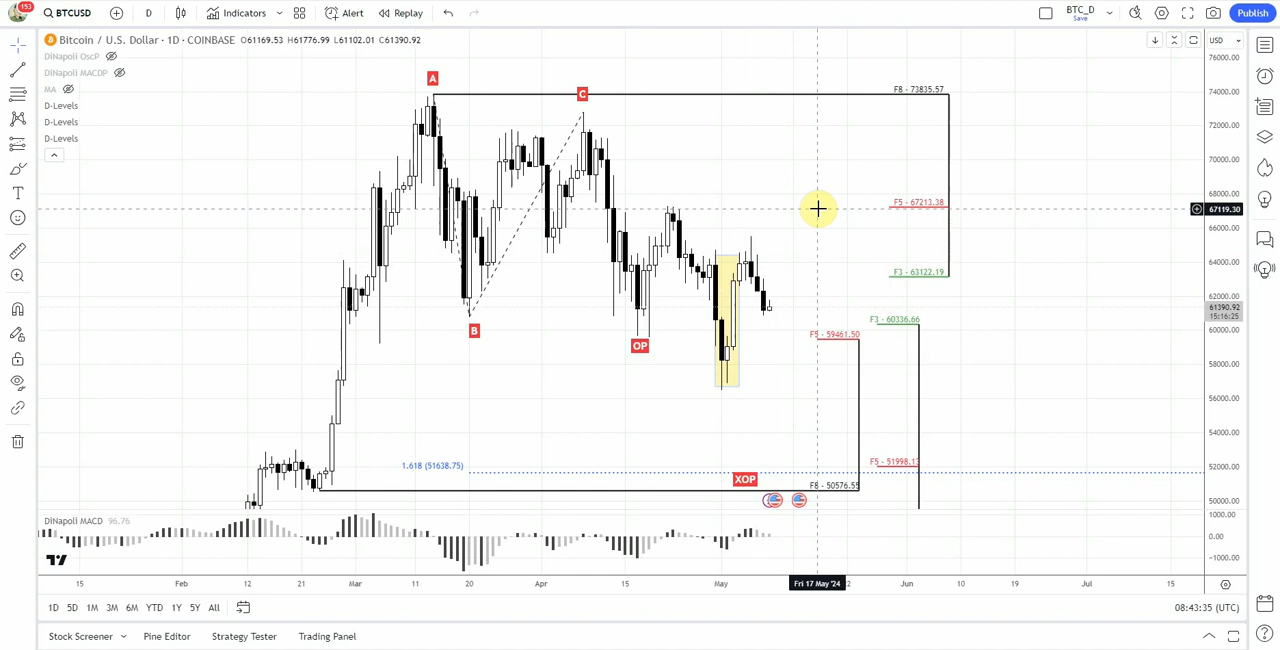 153
BTCUSD
D
Indicators
Alert
Replay
BTC_D
Save
Publish
Bitcoin / U.S. Dollar · 1D · COINBASE O61169.53 H61776.99 L61102.01 C61390.92
USD
DiNapoli OscP
DiNapoli MACDP
MA
D-Levels
D-Levels
D-Levels
A
C
B
OP
XOP
F8 - 73835.57
F5 - 67213.38
F3 - 63122.19
F3 - 60336.66
F5 - 59461.50
F5 - 51998.13
1.618 (51638.75)
F8 - 50576.55
76000.00
74000.00
72000.00
70000.00
68000.00
67119.30
66000.00
64000.00
62000.00
61390.92
15:16:25
60000.00
58000.00
56000.00
54000.00
52000.00
50000.00
DiNapoli MACD 96.76
1000.00
0.00
−1000.00
15 Feb 12 21 Mar 11 20 Apr 15 May Fri 17 May '24 2 Jun 10 19 Jul 15
1D 5D 1M 3M 6M YTD 1Y 5Y All
08:43:35 (UTC)
Stock Screener Pine Editor Strategy Tester Trading Panel